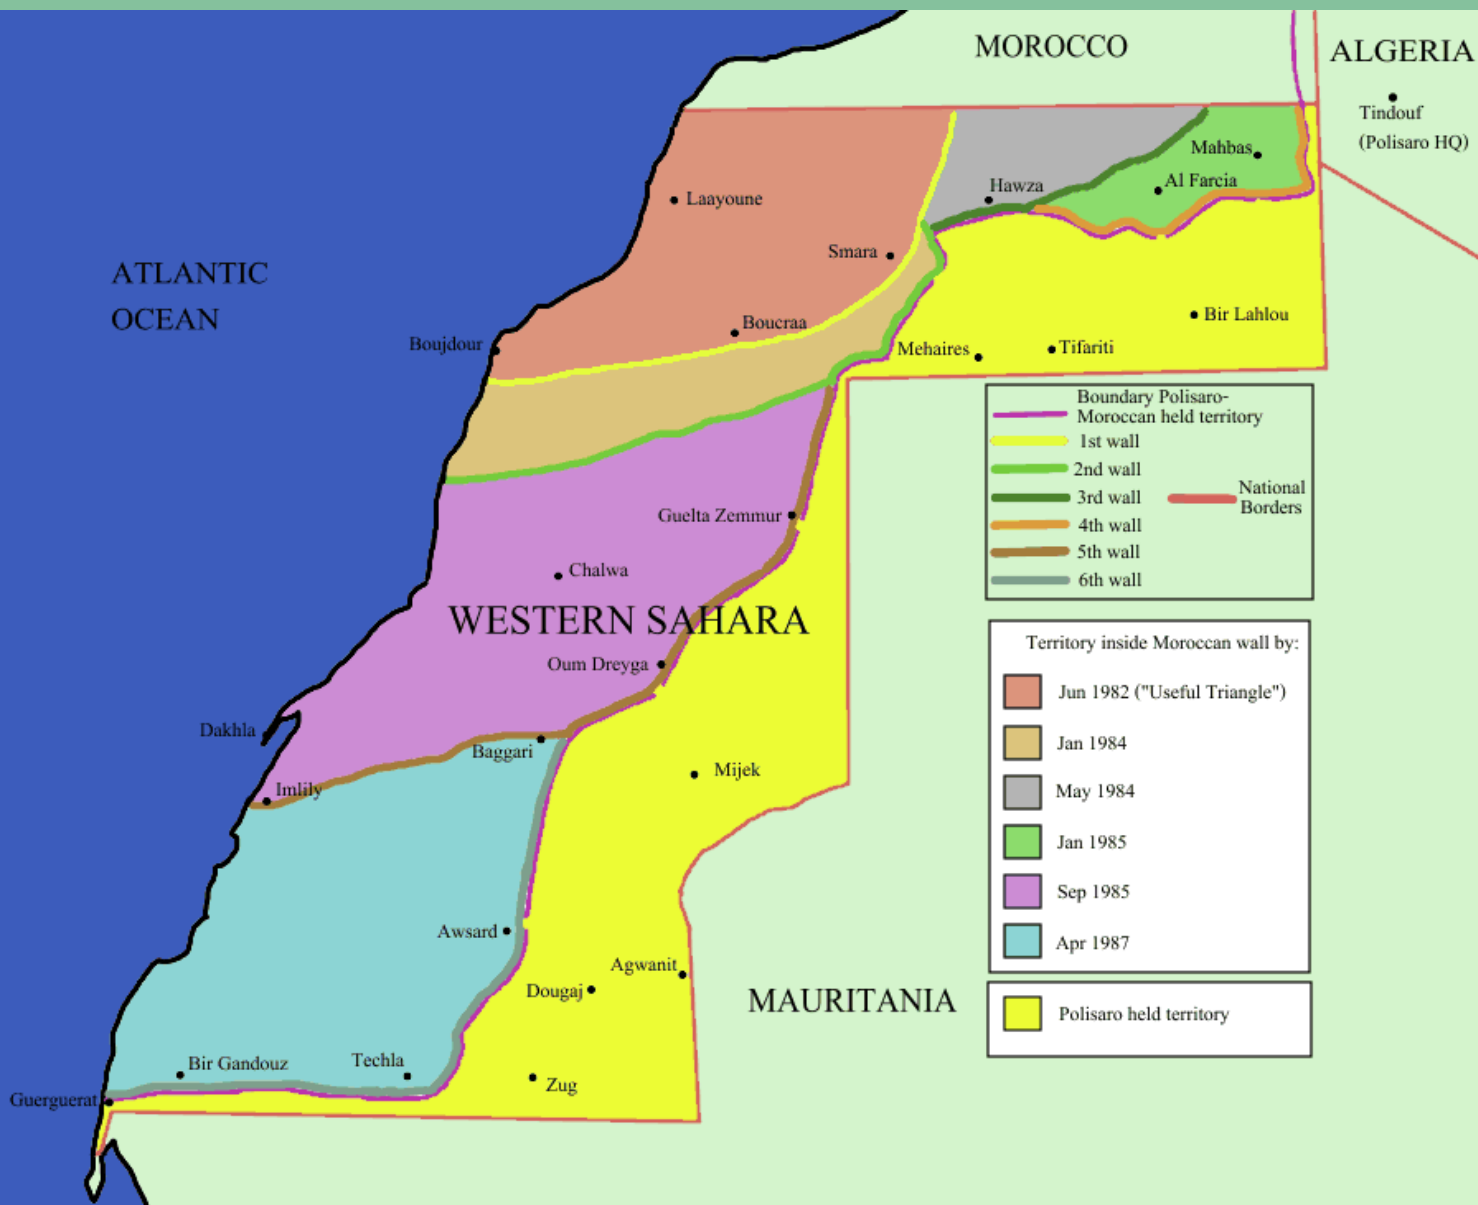 MOROCCO
ALGERIA
Tindouf
(Polisaro HQ)
Mahbas
Al Farcia
Hawza
Laayoune
Smara
ATLANTIC
OCEAN
Bir Lahlou
Boucraa
Boujdour
Mehaires
Tifariti
Boundary Polisaro-
Moroccan held territory
1st wall
2nd wall
3rd wall
4th wall
5th wall
6th wall
National
Borders
Guelta Zemmur
Chalwa
WESTERN SAHARA
Oum Dreyga
Territory inside Moroccan wall by:
Jun 1982 ("Useful Triangle")
Jan 1984
May 1984
Jan 1985
Sep 1985
Apr 1987
Polisaro held territory
Dakhla
Baggari
Mijek
Imlily
Awsard
Agwanit
Dougaj
MAURITANIA
Bir Gandouz
Techla
Zug
Guerguerat